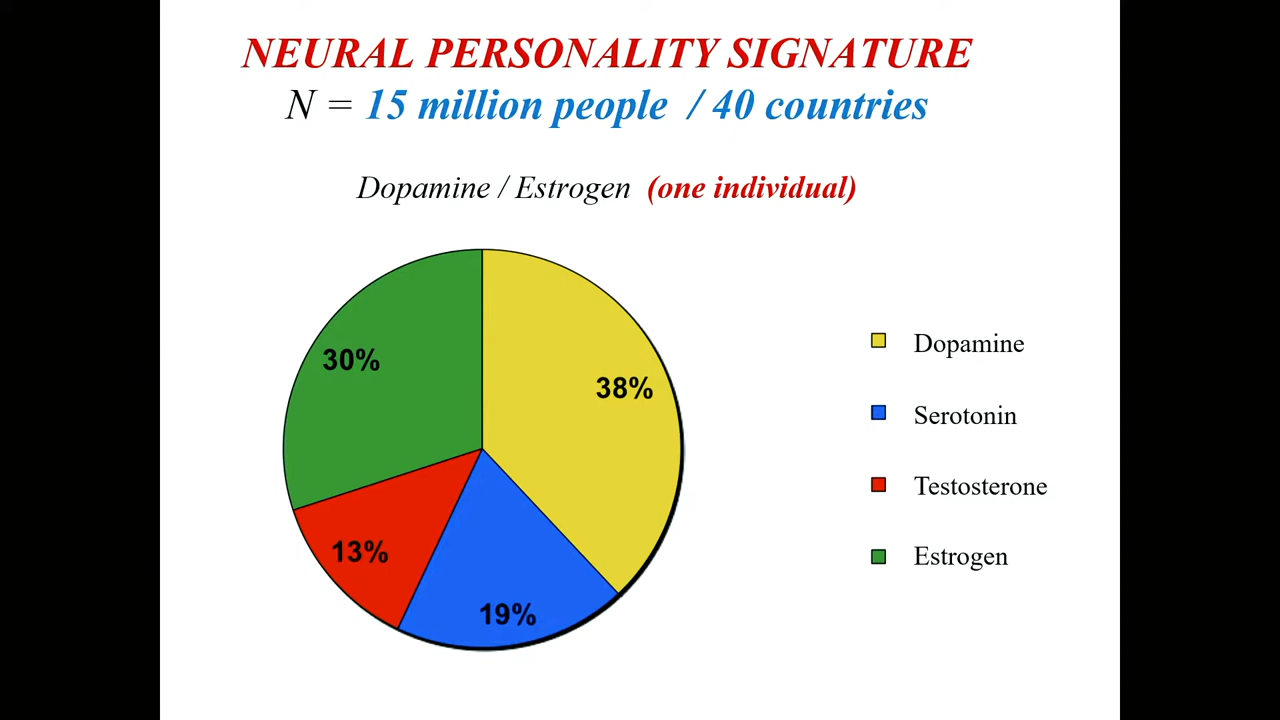 NEURAL PERSONALITY SIGNATURE
N = 15 million people / 40 countries
Dopamine / Estrogen (one individual)
30%
38%
13%
19%
Dopamine
Serotonin
Testosterone
Estrogen